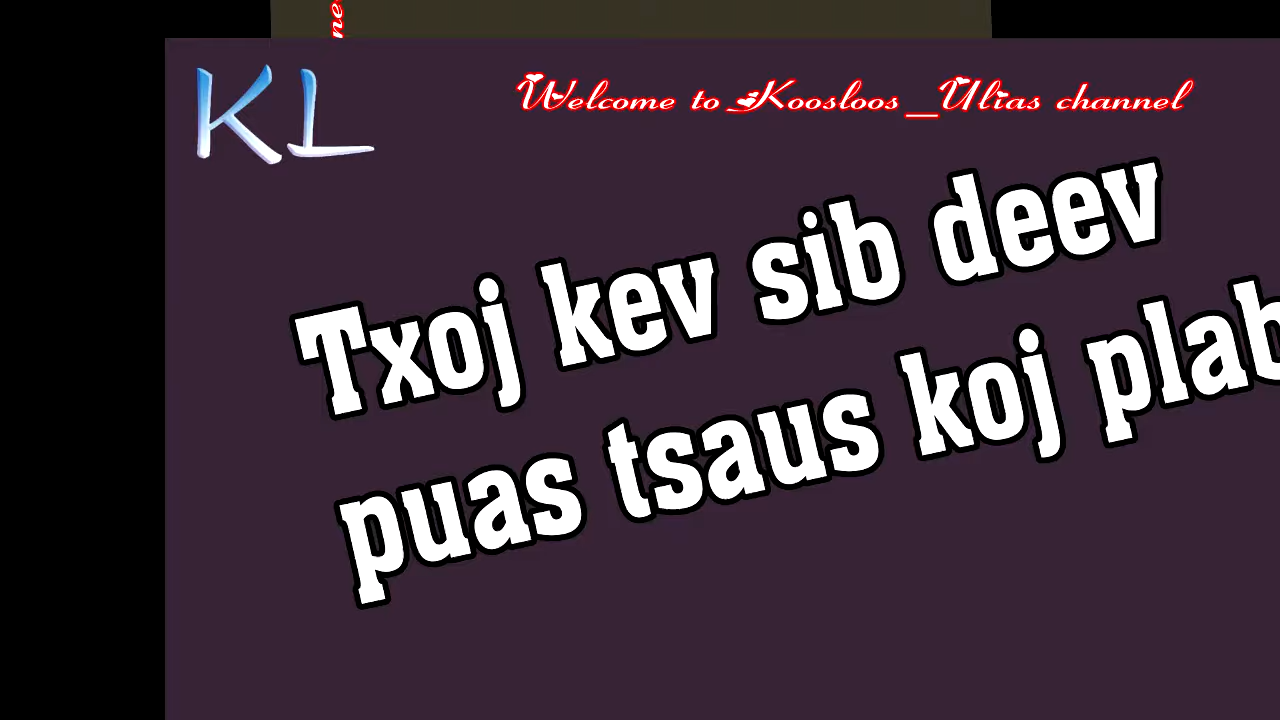 KL
Welcome to Koosloos_Ulias channel
Txoj kev sib deev
puas tsaus koj plab